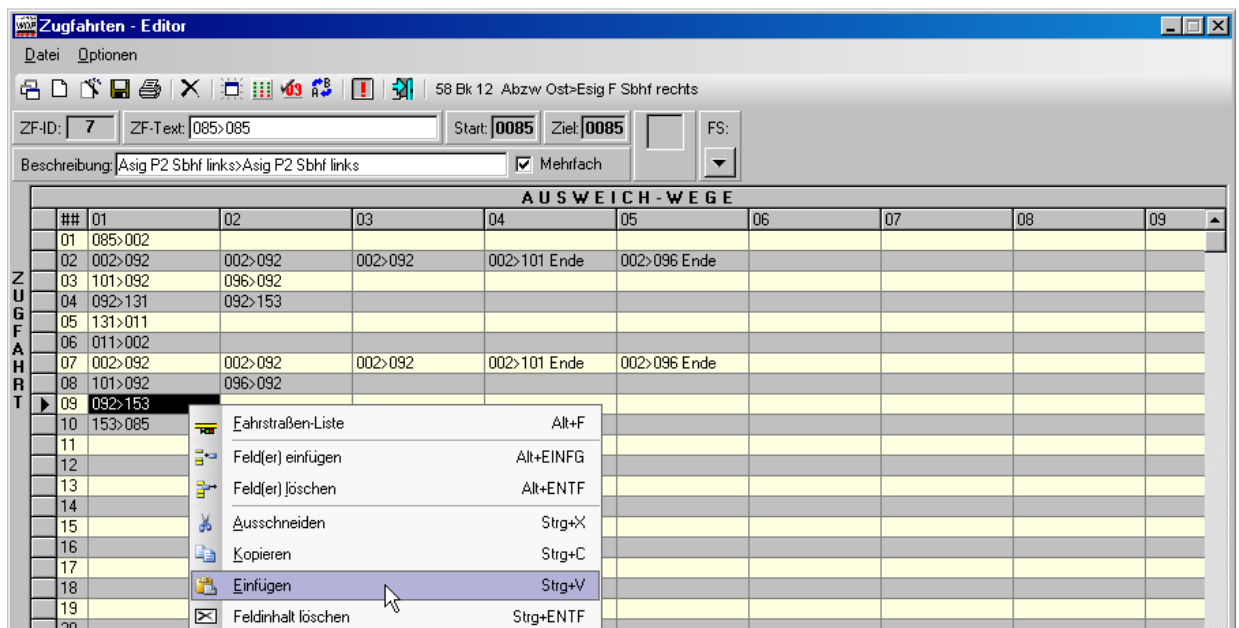 Zugfahrten - Editor
Datei Optionen
58 Bk 12 Abzw Ost>Esig F Sbhf rechts
ZF-ID: 7 ZF-Text: 085>085 Start: 0085 Ziel: 0085 FS:
Beschreibung: Asig P2 Sbhf links>Asig P2 Sbhf links Mehrfach
AUSWEICH-WEGE
ZUGFAHRT
## 01 02 03 04 05 06 07 08 09
01 085>002
02 002>092 002>092 002>092 002>101 Ende 002>096 Ende
03 101>092 096>092
04 092>131 092>153
05 131>011
06 011>002
07 002>092 002>092 002>092 002>101 Ende 002>096 Ende
08 101>092 096>092
09 092>153
10 153>085
11
12
13
14
15
16
17
18
19
20
Fahrstraßen-Liste Alt+F
Feld(er) einfügen Alt+EINFG
Feld(er) löschen Alt+ENTF
Ausschneiden Strg+X
Kopieren Strg+C
Einfügen Strg+V
Feldinhalt löschen Strg+ENTF